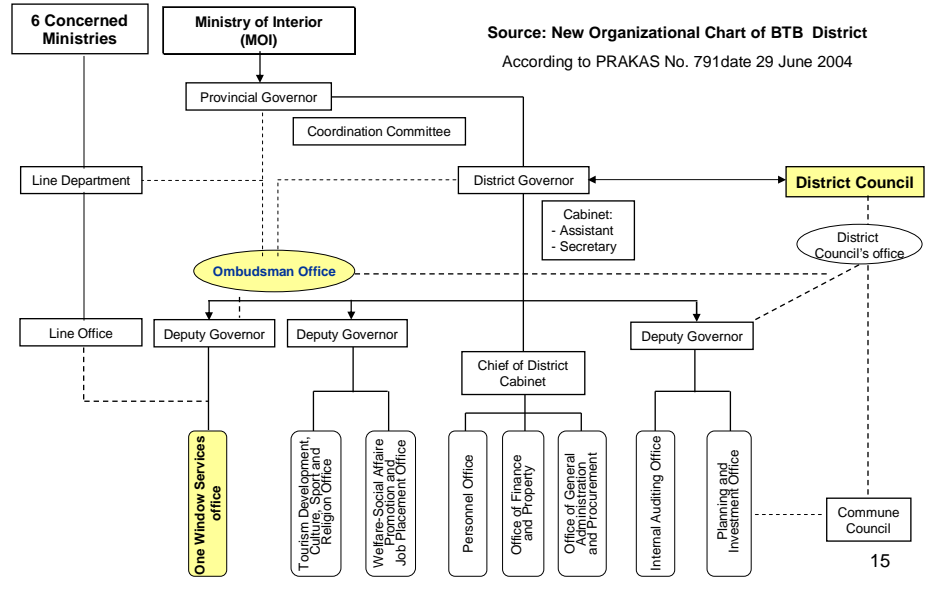 6 Concerned
Ministries
Ministry of Interior
(MOI)
Source: New Organizational Chart of BTB District
According to PRAKAS No. 791date 29 June 2004
Provincial Governor
Coordination Committee
Line Department
District Governor
District Council
Cabinet:
- Assistant
- Secretary
District
Council's office
Ombudsman Office
Line Office
Deputy Governor
Deputy Governor
Deputy Governor
Chief of District
Cabinet
One Window Services
office
Tourism Development,
Culture, Sport and
Religion Office
Welfare-Social Affaire
Promotion and
Job Placement Office
Personnel Office
Office of Finance
and Property
Office of General
Administration
and Procurement
Internal Auditing Office
Planning and
Investment Office
Commune
Council
15